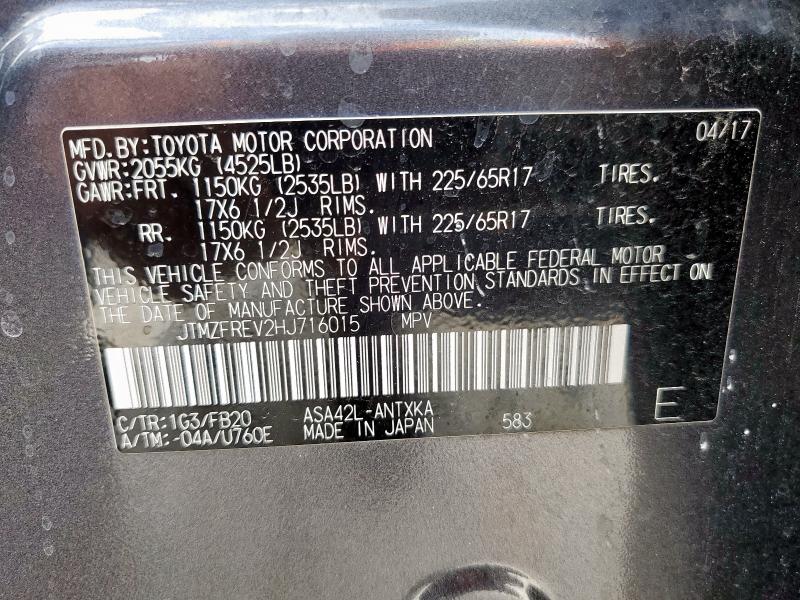 MFD.BY:TOYOTA MOTOR CORPORATION 04/17
GVWR:2055KG (4525LB)
GAWR:FRT. 1150KG (2535LB) WITH 225/65R17 TIRES.
17X6 1/2J RIMS.
RR. 1150KG (2535LB) WITH 225/65R17 TIRES.
17X6 1/2J RIMS.
THIS VEHICLE CONFORMS TO ALL APPLICABLE FEDERAL MOTOR
VEHICLE SAFETY AND THEFT PREVENTION STANDARDS IN EFFECT ON
THE DATE OF MANUFACTURE SHOWN ABOVE.
JTMZFREV2HJ716015 MPV
C/TR:1G3/FB20 ASA42L-ANTXKA
A/TM:-04A/U760E MADE IN JAPAN 583 E